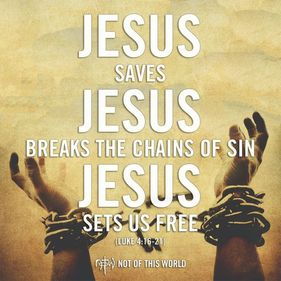 JESUS
SAVES
JESUS
BREAKS THE CHAINS OF SIN
JESUS
SETS US FREE
(LUKE 4:16-21)
NOT OF THIS WORLD